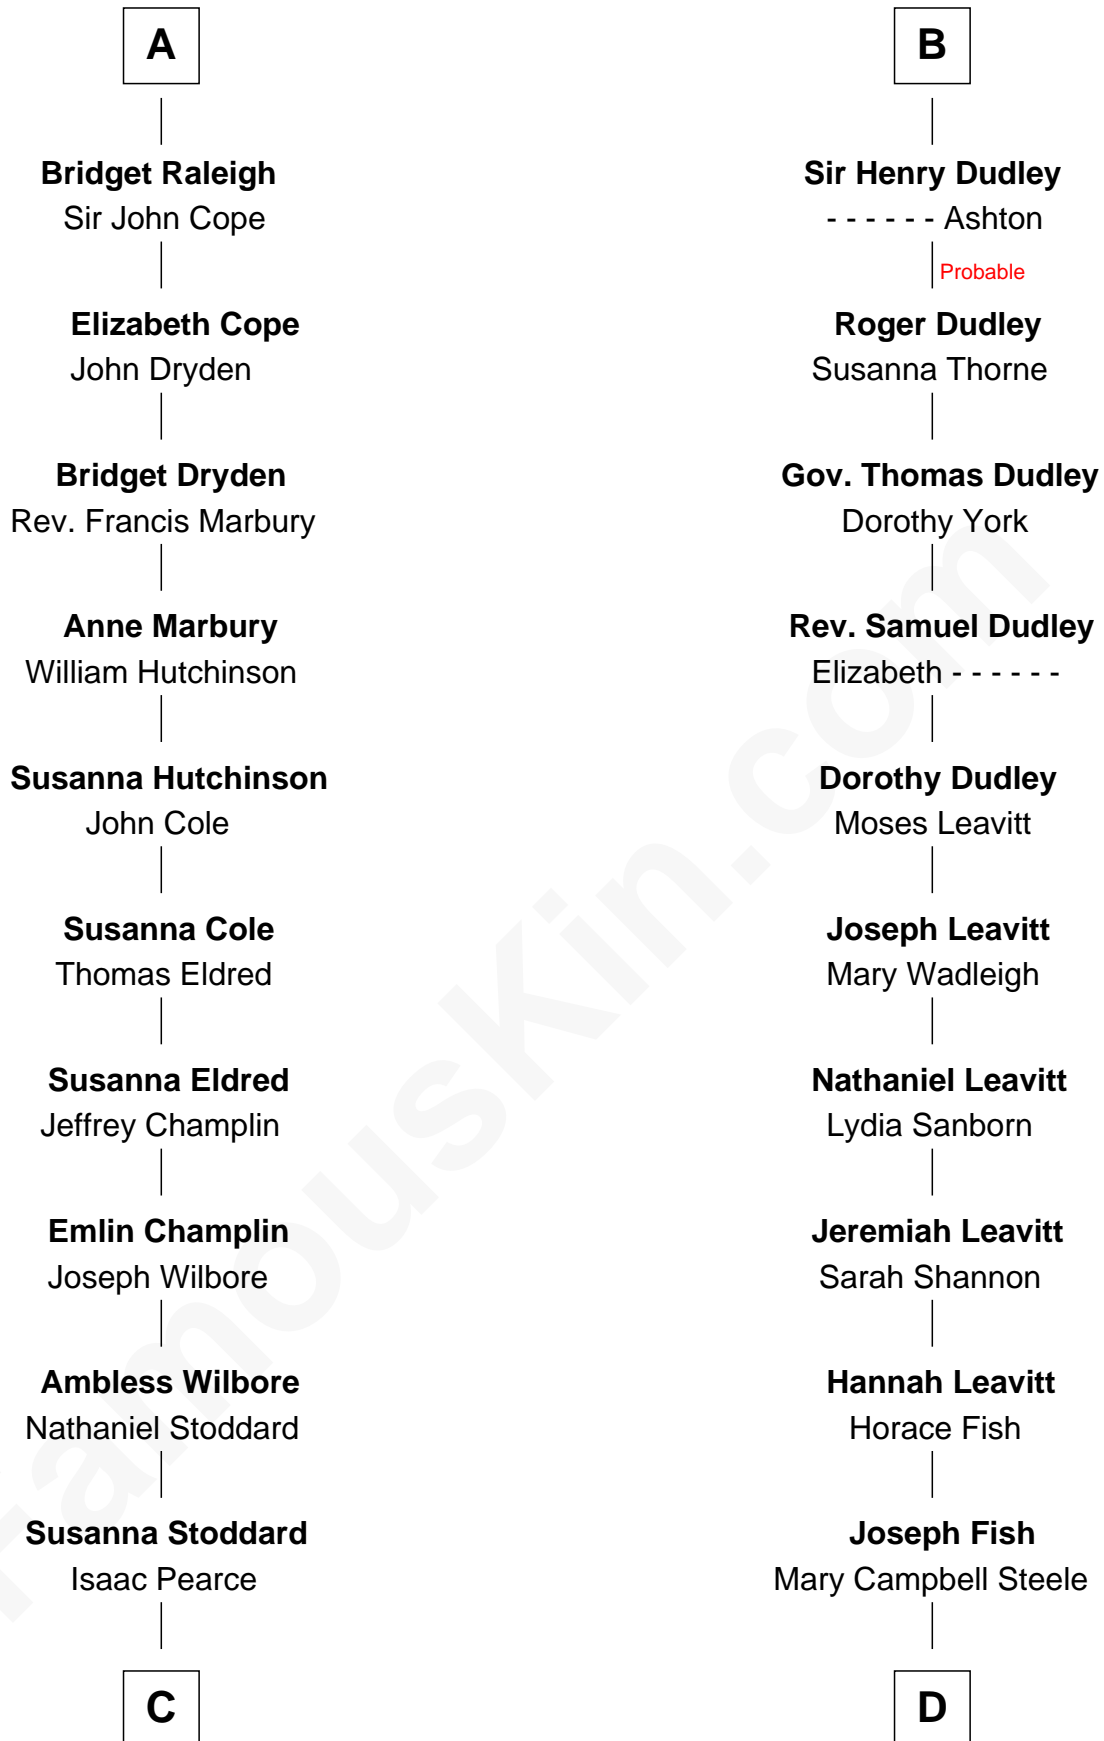 A
Bridget Raleigh
Sir John Cope
Elizabeth Cope
John Dryden
Bridget Dryden
Rev. Francis Marbury
Anne Marbury
William Hutchinson
Susanna Hutchinson
John Cole
Susanna Cole
Thomas Eldred
Susanna Eldred
Jeffrey Champlin
Emlin Champlin
Joseph Wilbore
Ambless Wilbore
Nathaniel Stoddard
Susanna Stoddard
Isaac Pearce
C
B
Sir Henry Dudley
- - - - - - Ashton
Probable
Roger Dudley
Susanna Thorne
Gov. Thomas Dudley
Dorothy York
Rev. Samuel Dudley
Elizabeth - - - - - -
Dorothy Dudley
Moses Leavitt
Joseph Leavitt
Mary Wadleigh
Nathaniel Leavitt
Lydia Sanborn
Jeremiah Leavitt
Sarah Shannon
Hannah Leavitt
Horace Fish
Joseph Fish
Mary Campbell Steele
D
FamousKin.com